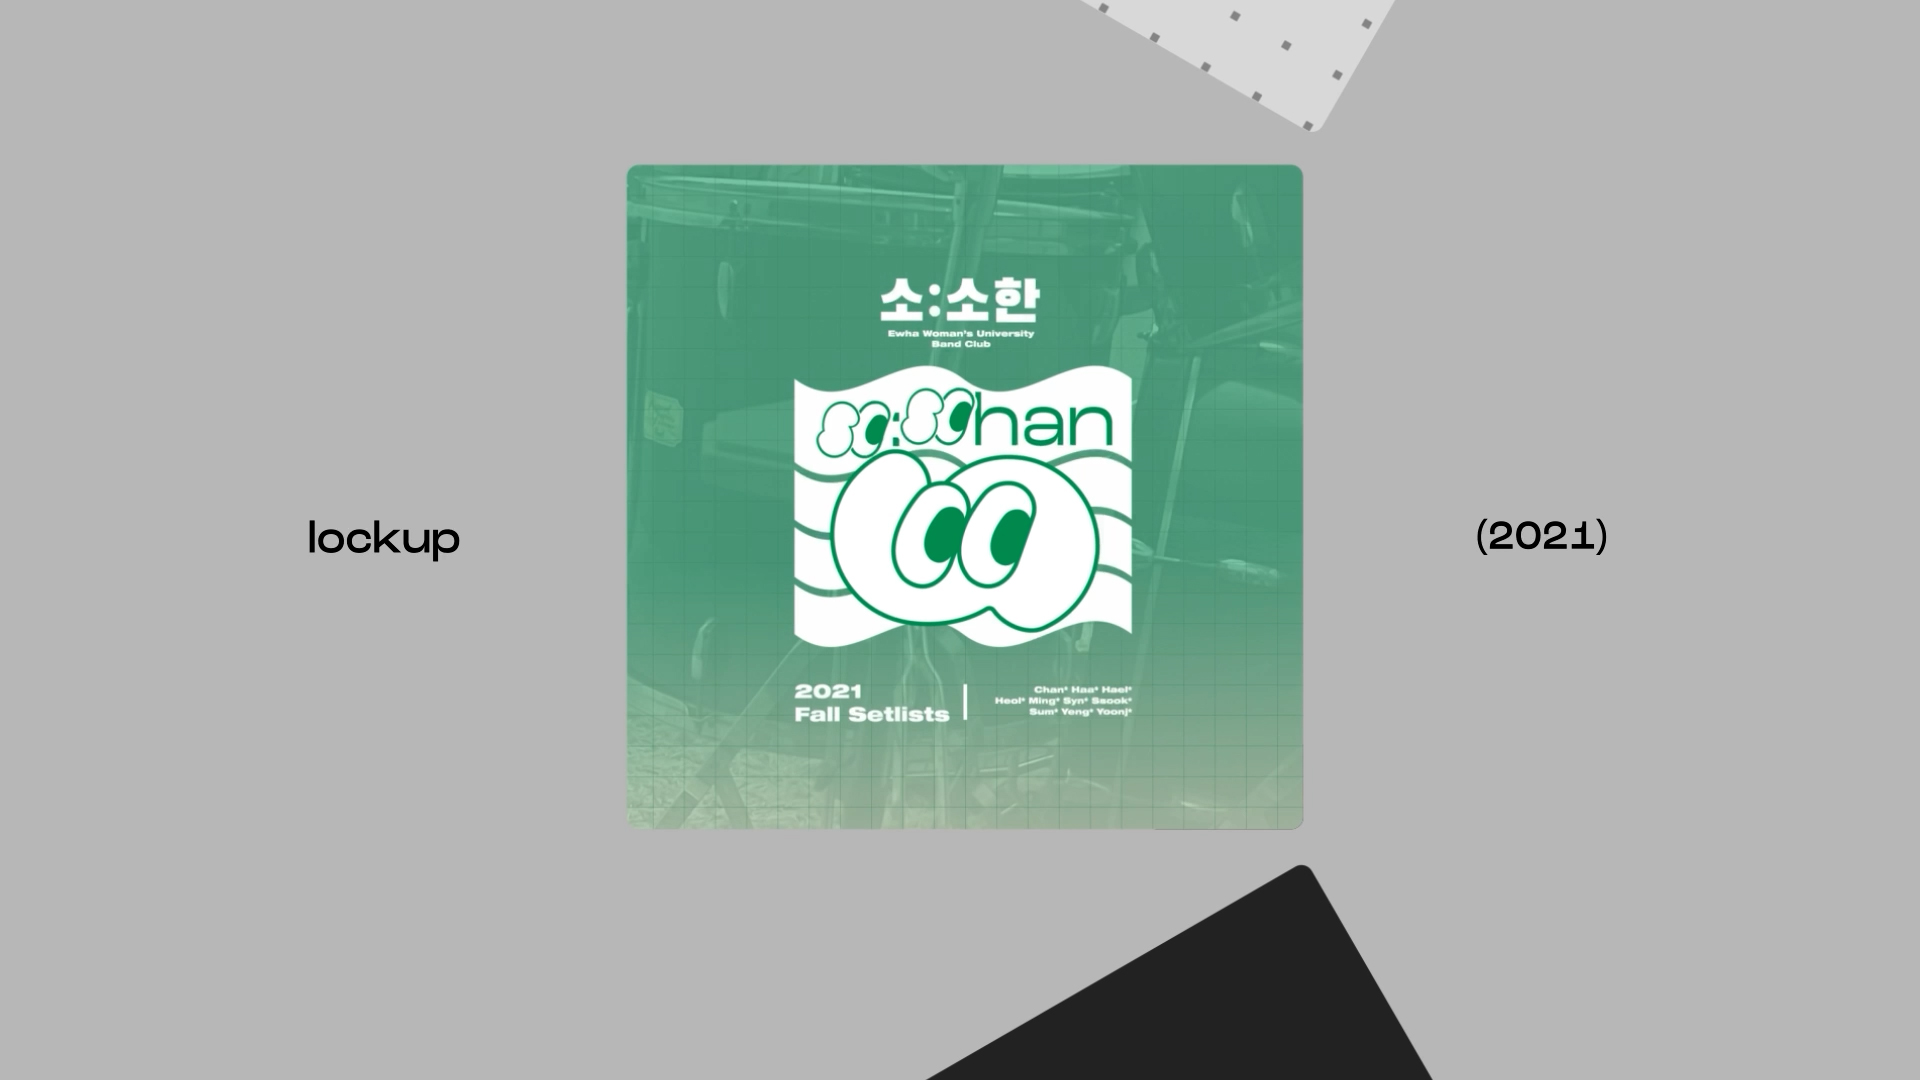 소:소한
Ewha Woman's University
Band Club
so:sohan
lockup
(2021)
2021
Fall Setlists
Chan* Haa* Hael*
Heol* Ming* Syn* Ssook*
Sum* Yeng* Yoonj*